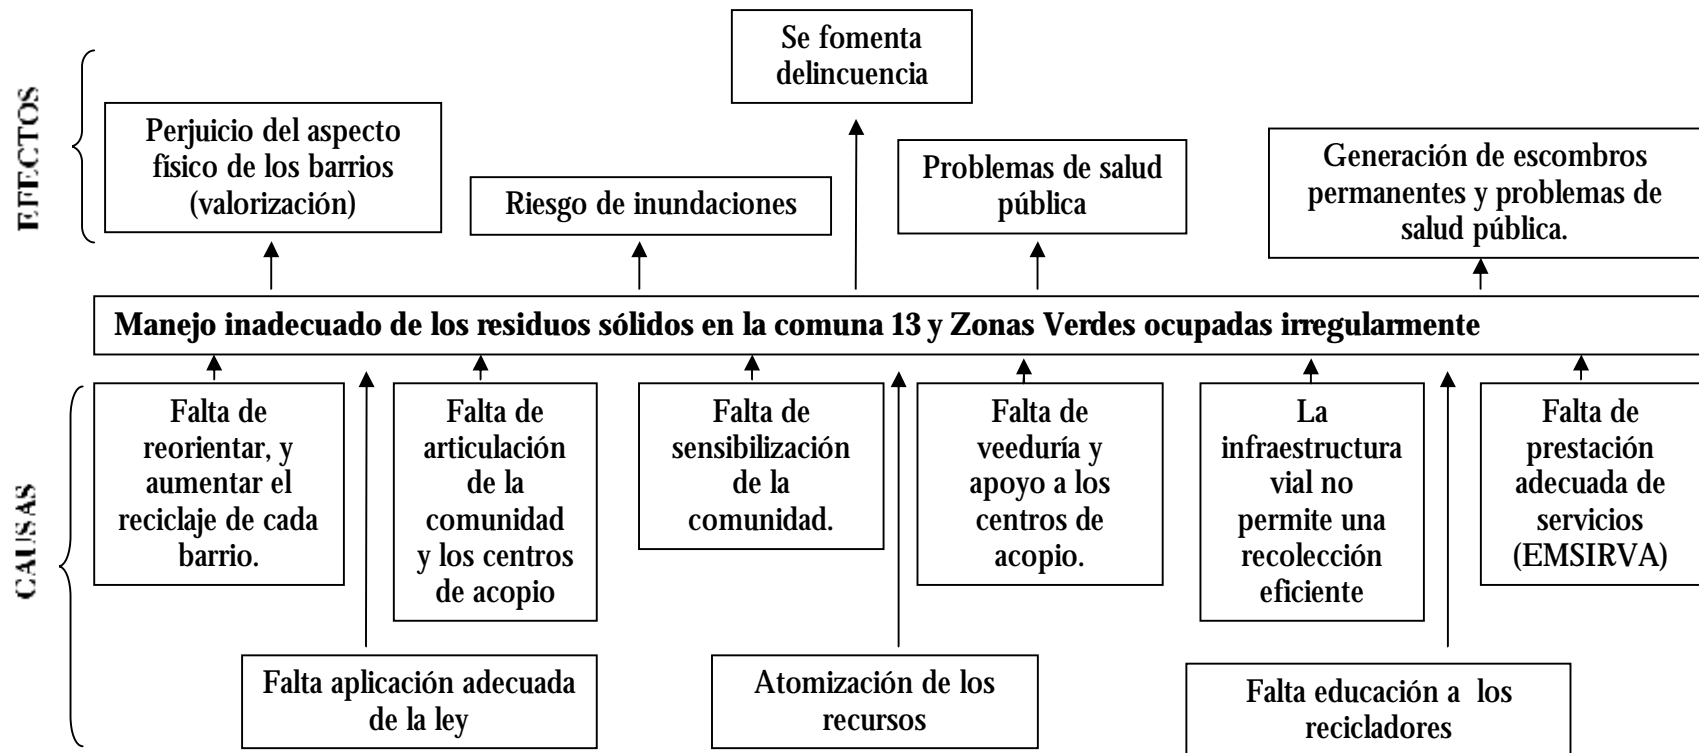 EFECTOS
Se fomenta
delincuencia
Perjuicio del aspecto
físico de los barrios
(valorización)
Riesgo de inundaciones
Problemas de salud
pública
Generación de escombros
permanentes y problemas de
salud pública.
Manejo inadecuado de los residuos sólidos en la comuna 13 y Zonas Verdes ocupadas irregularmente
CAUSAS
Falta de
reorientar, y
aumentar el
reciclaje de cada
barrio.
Falta de
articulación
de la
comunidad
y los centros
de acopio
Falta de
sensibilización
de la
comunidad.
Falta de
veeduría y
apoyo a los
centros de
acopio.
La
infraestructura
vial no
permite una
recolección
eficiente
Falta de
prestación
adecuada de
servicios
(EMSIRVA)
Falta aplicación adecuada
de la ley
Atomización de los
recursos
Falta educación a los
recicladores